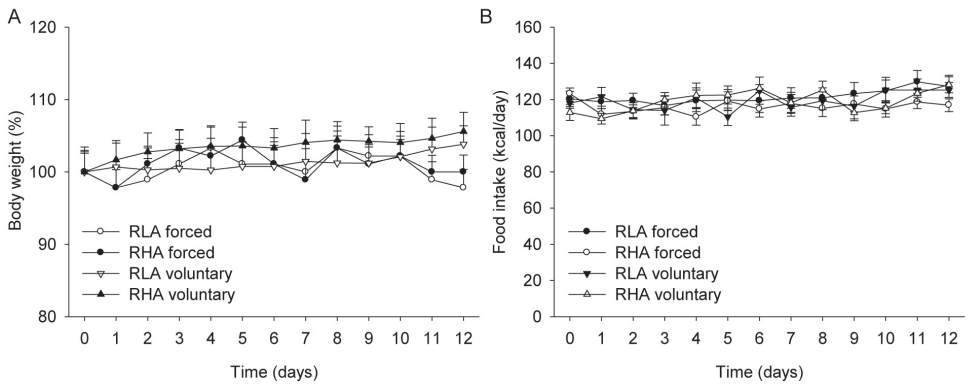 A
120
110
100
90
80
Body weight (%)
RLA forced
RHA forced
RLA voluntary
RHA voluntary
0 1 2 3 4 5 6 7 8 9 10 11 12
Time (days)
B
160
140
120
100
80
60
40
20
0
Food intake (kcal/day)
RLA forced
RHA forced
RLA voluntary
RHA voluntary
0 1 2 3 4 5 6 7 8 9 10 11 12
Time (days)